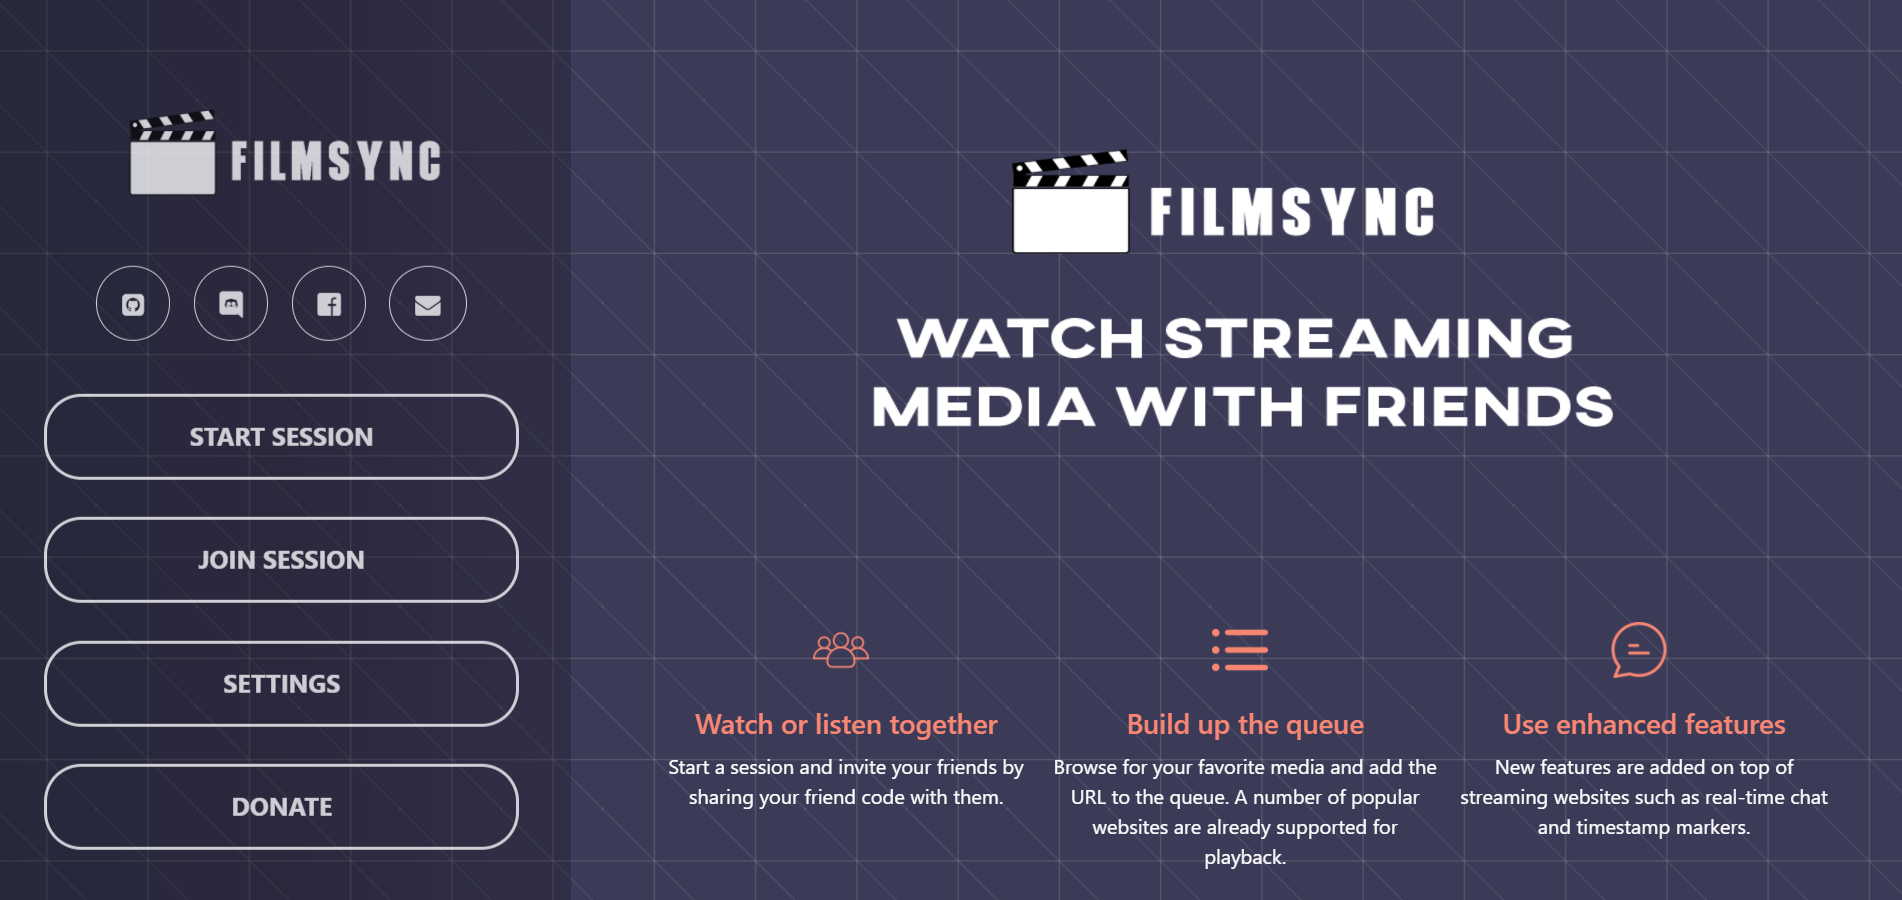 FILMSYNC
START SESSION
JOIN SESSION
SETTINGS
DONATE
FILMSYNC
WATCH STREAMING
MEDIA WITH FRIENDS
Watch or listen together
Start a session and invite your friends by
sharing your friend code with them.
Build up the queue
Browse for your favorite media and add the
URL to the queue. A number of popular
websites are already supported for
playback.
Use enhanced features
New features are added on top of
streaming websites such as real-time chat
and timestamp markers.